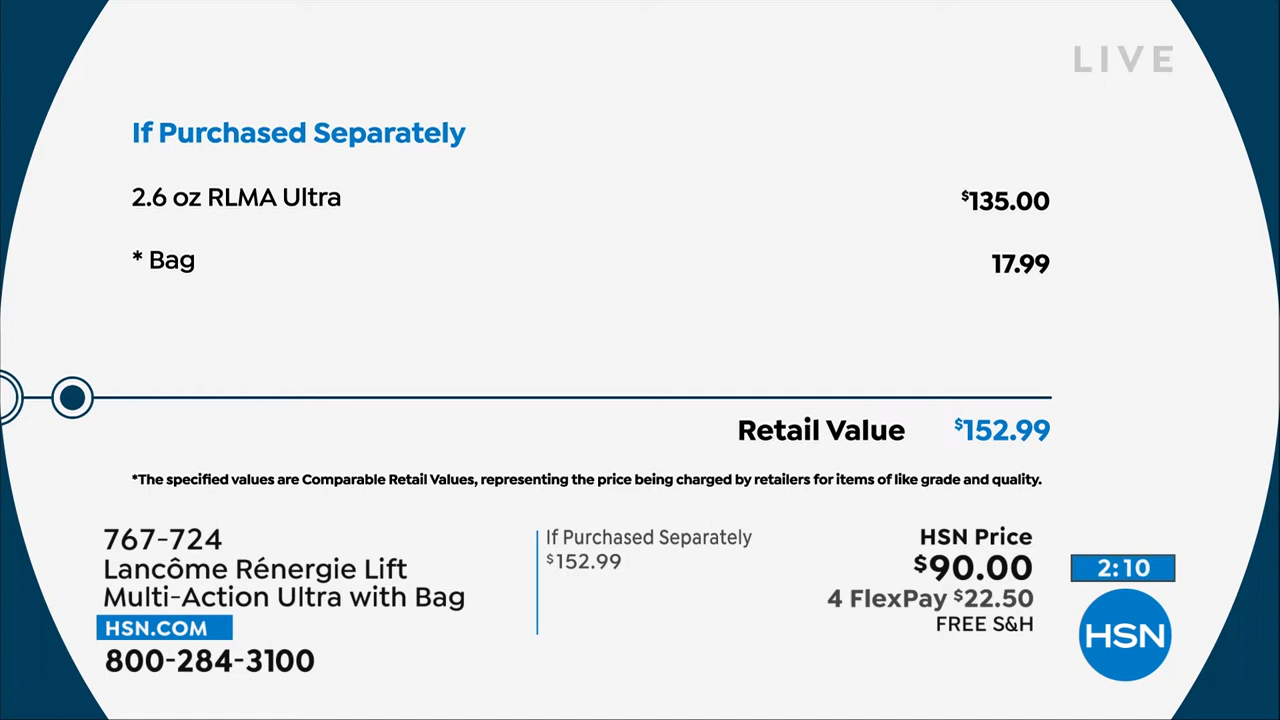 LIVE
If Purchased Separately
2.6 oz RLMA Ultra $135.00
* Bag 17.99
Retail Value $152.99
*The specified values are Comparable Retail Values, representing the price being charged by retailers for items of like grade and quality.
767-724
Lancôme Rénergie Lift
Multi-Action Ultra with Bag
HSN.COM
800-284-3100
If Purchased Separately
$152.99
HSN Price
$90.00
4 FlexPay $22.50
FREE S&H
2:10
HSN